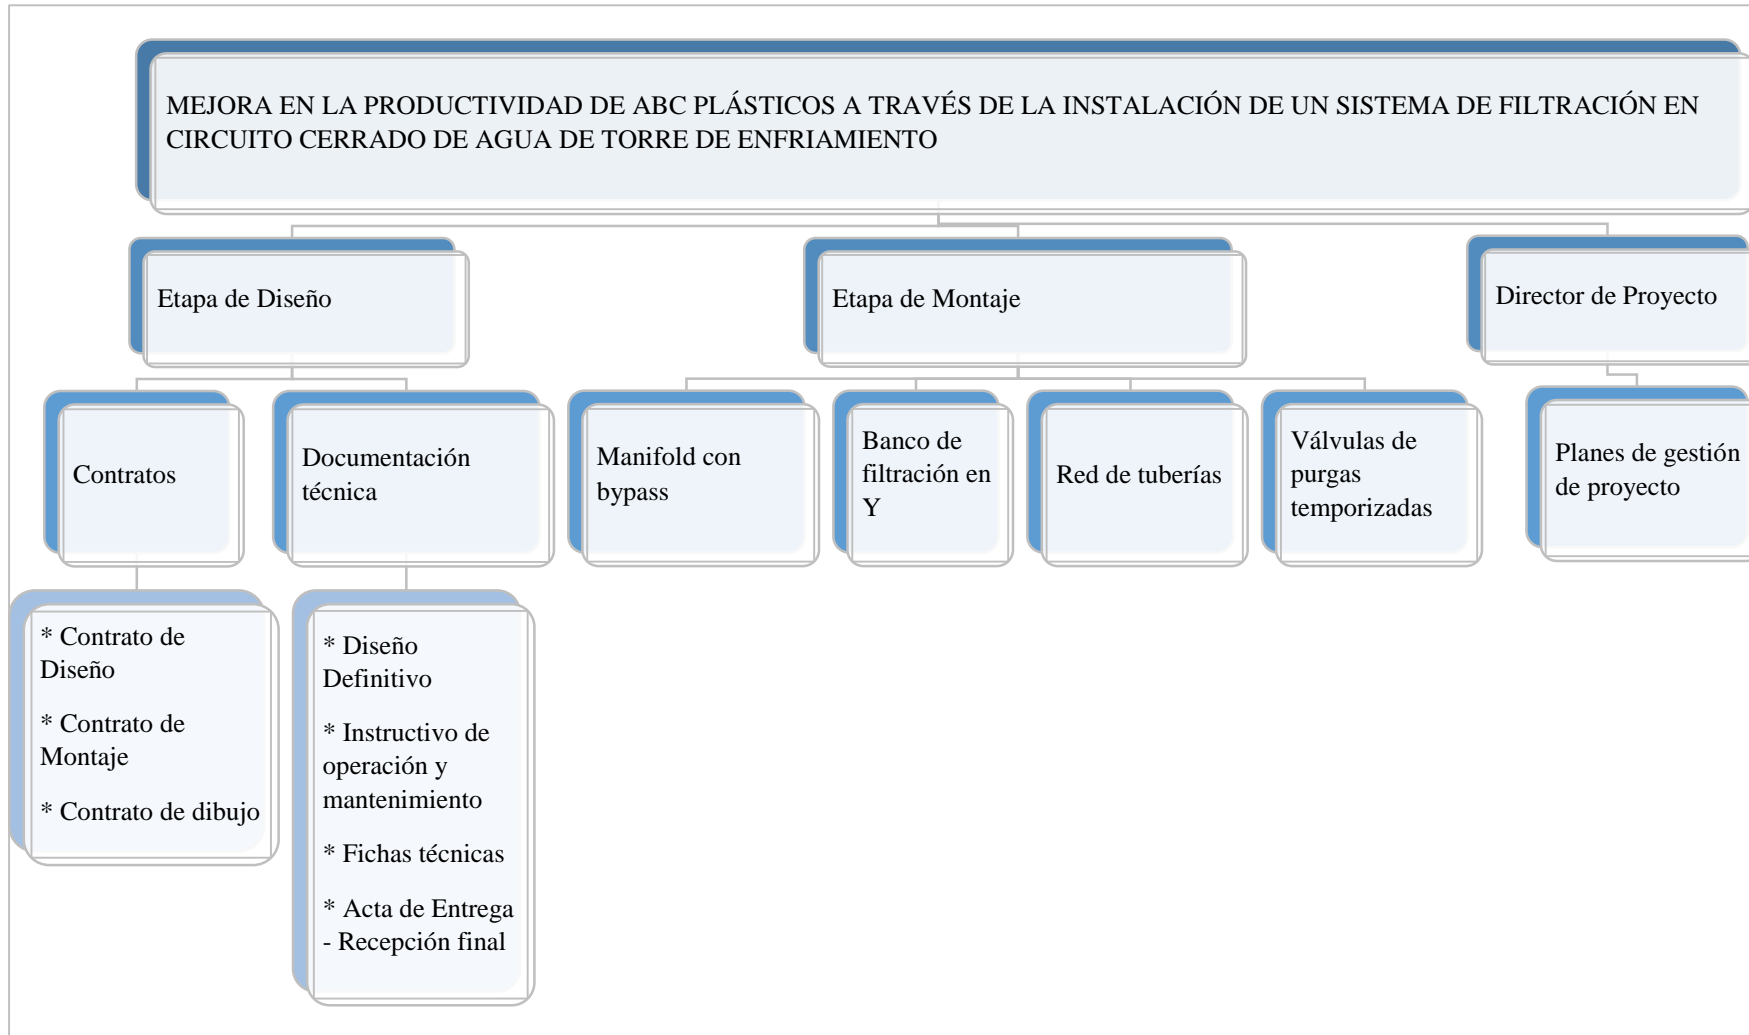 MEJORA EN LA PRODUCTIVIDAD DE ABC PLÁSTICOS A TRAVÉS DE LA INSTALACIÓN DE UN SISTEMA DE FILTRACIÓN EN
CIRCUITO CERRADO DE AGUA DE TORRE DE ENFRIAMIENTO
Etapa de Diseño
Etapa de Montaje
Director de Proyecto
Contratos
Documentación
técnica
Manifold con
bypass
Banco de
filtración en
Y
Red de tuberías
Válvulas de
purgas
temporizadas
Planes de gestión
de proyecto
* Contrato de
Diseño
* Contrato de
Montaje
* Contrato de dibujo
* Diseño
Definitivo
* Instructivo de
operación y
mantenimiento
* Fichas técnicas
* Acta de Entrega
- Recepción final